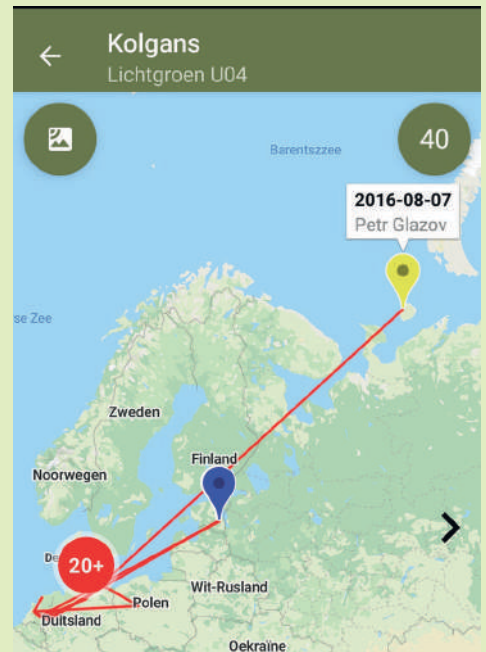 Kolgans
Lichtgroen U04
40
Barentszzee
2016-08-07
Petr Glazov
se Zee
Zweden
Finland
Noorwegen
De
20+
Wit-Rusland
Polen
Duitsland
Oekraïne